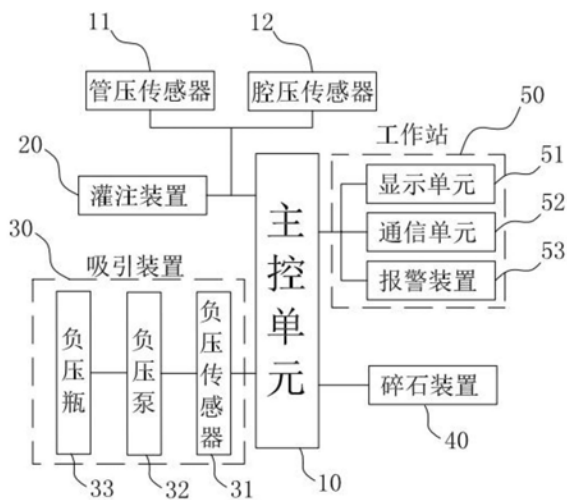 11
12
管压传感器
腔压传感器
工作站
50
20
灌注装置
显示单元
51
通信单元
52
报警装置
53
30
吸引装置
负压瓶
负压泵
负压传感器
主控单元
碎石装置
33
32
31
10
40